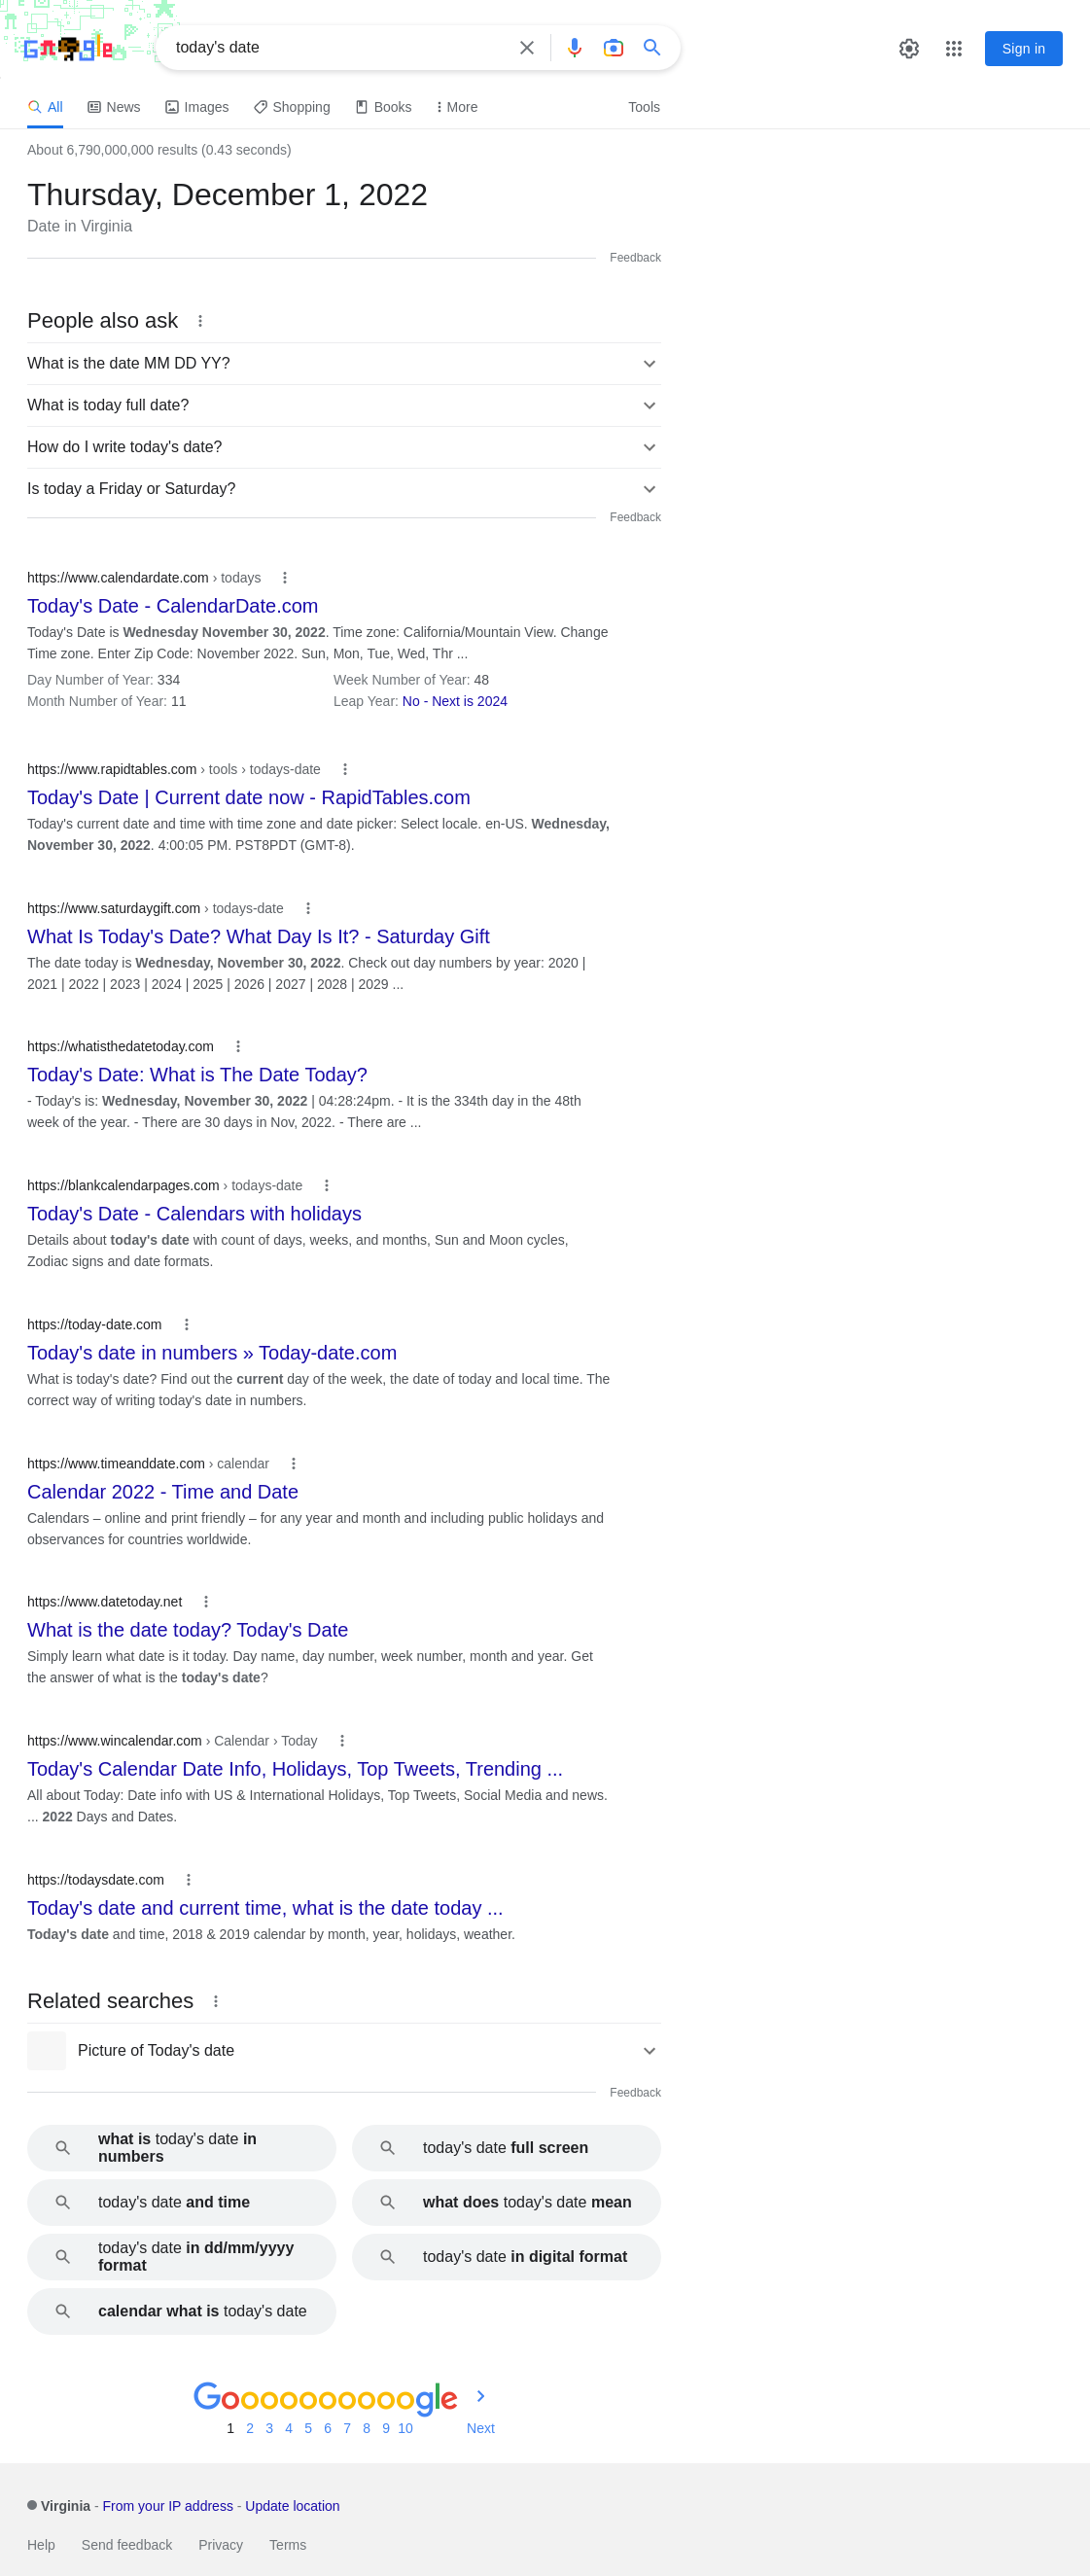 Google
today's date
Sign in
All
News
Images
Shopping
Books
More
Tools
About 6,790,000,000 results (0.43 seconds)
Thursday, December 1, 2022
Date in Virginia
Feedback
People also ask
What is the date MM DD YY?
What is today full date?
How do I write today's date?
Is today a Friday or Saturday?
Feedback
https://www.calendardate.com › todays
Today's Date - CalendarDate.com
Today's Date is Wednesday November 30, 2022. Time zone: California/Mountain View. Change
Time zone. Enter Zip Code: November 2022. Sun, Mon, Tue, Wed, Thr ...
Day Number of Year: 334 Week Number of Year: 48
Month Number of Year: 11 Leap Year: No - Next is 2024
https://www.rapidtables.com › tools › todays-date
Today's Date | Current date now - RapidTables.com
Today's current date and time with time zone and date picker: Select locale. en-US. Wednesday,
November 30, 2022. 4:00:05 PM. PST8PDT (GMT-8).
https://www.saturdaygift.com › todays-date
What Is Today's Date? What Day Is It? - Saturday Gift
The date today is Wednesday, November 30, 2022. Check out day numbers by year: 2020 |
2021 | 2022 | 2023 | 2024 | 2025 | 2026 | 2027 | 2028 | 2029 ...
https://whatisthedatetoday.com
Today's Date: What is The Date Today?
- Today's is: Wednesday, November 30, 2022 | 04:28:24pm. - It is the 334th day in the 48th
week of the year. - There are 30 days in Nov, 2022. - There are ...
https://blankcalendarpages.com › todays-date
Today's Date - Calendars with holidays
Details about today's date with count of days, weeks, and months, Sun and Moon cycles,
Zodiac signs and date formats.
https://today-date.com
Today's date in numbers » Today-date.com
What is today's date? Find out the current day of the week, the date of today and local time. The
correct way of writing today's date in numbers.
https://www.timeanddate.com › calendar
Calendar 2022 - Time and Date
Calendars – online and print friendly – for any year and month and including public holidays and
observances for countries worldwide.
https://www.datetoday.net
What is the date today? Today's Date
Simply learn what date is it today. Day name, day number, week number, month and year. Get
the answer of what is the today's date?
https://www.wincalendar.com › Calendar › Today
Today's Calendar Date Info, Holidays, Top Tweets, Trending ...
All about Today: Date info with US & International Holidays, Top Tweets, Social Media and news.
... 2022 Days and Dates.
https://todaysdate.com
Today's date and current time, what is the date today ...
Today's date and time, 2018 & 2019 calendar by month, year, holidays, weather.
Related searches
Picture of Today's date
Feedback
what is today's date in
numbers
today's date full screen
today's date and time
what does today's date mean
today's date in dd/mm/yyyy
format
today's date in digital format
calendar what is today's date
Goooooooooogle
1 2 3 4 5 6 7 8 9 10 Next
Virginia - From your IP address - Update location
Help Send feedback Privacy Terms